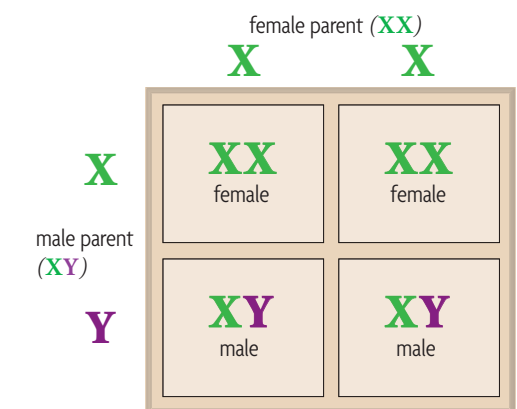 female parent (XX)
X X
X
XX XX
female female
male parent
(XY)
Y
XY XY
male male